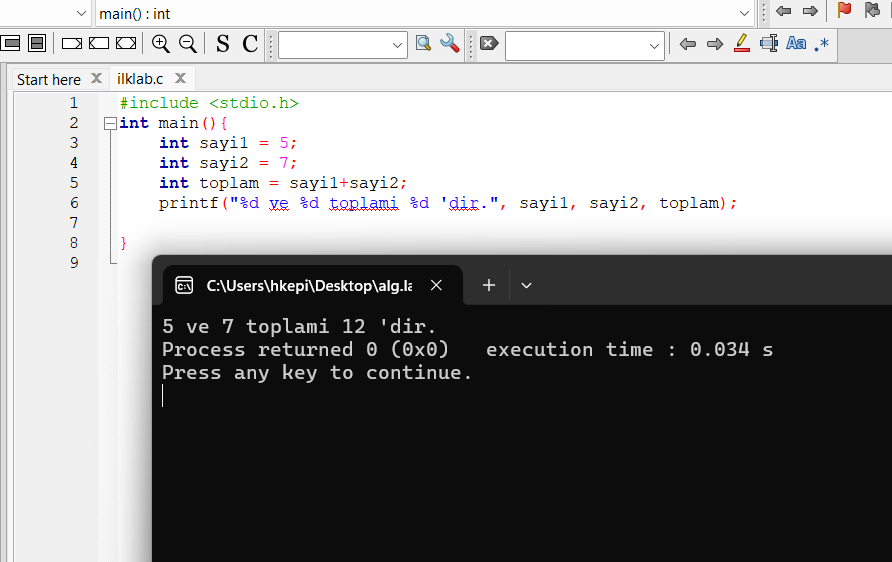 main() : int
S C
Aa .*
Start here X ilklab.c X
1 #include <stdio.h>
2 int main(){
3 int sayi1 = 5;
4 int sayi2 = 7;
5 int toplam = sayi1+sayi2;
6 printf("%d ve %d toplami %d 'dir.", sayi1, sayi2, toplam);
7
8 }
9
C:\Users\hkepi\Desktop\alg.la
5 ve 7 toplami 12 'dir.
Process returned 0 (0x0)   execution time : 0.034 s
Press any key to continue.